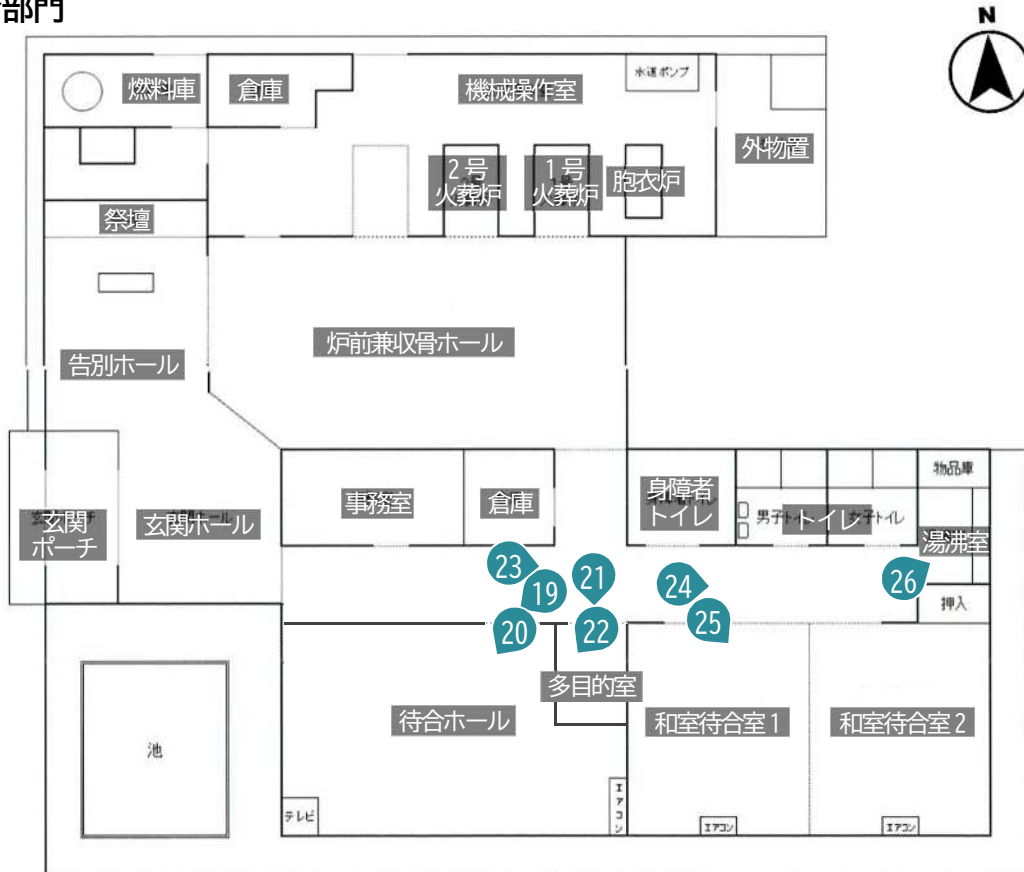 部門
N
燃料庫
倉庫
機械操作室
水道ポンプ
外物置
2号
火葬炉
1号
火葬炉
胞衣炉
祭壇
告別ホール
炉前兼収骨ホール
玄関
ポーチ
玄関ホール
事務室
倉庫
身障者
トイレ
男子トイレ
トイレ
女子トイレ
物品庫
湯沸室
押入
23
19
21
24
26
20
22
25
多目的室
待合ホール
和室待合室1
和室待合室2
池
テレビ
エアコン
エアコン
エアコン